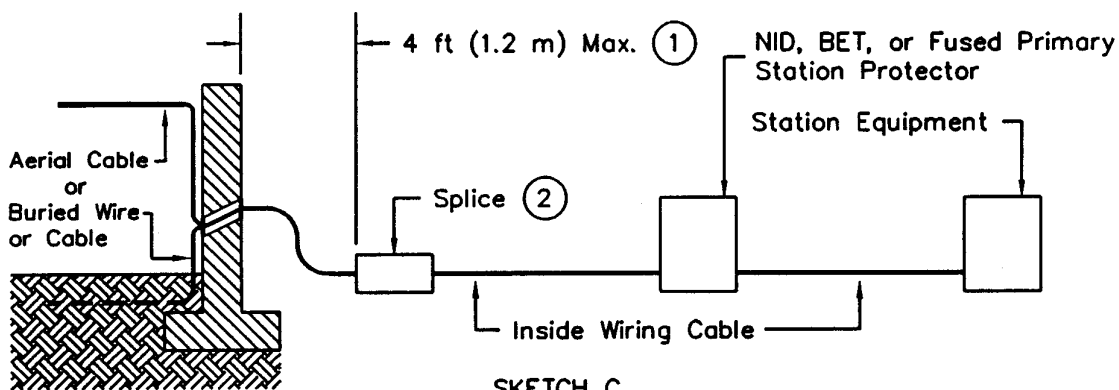 4 ft (1.2 m) Max. 1
NID, BET, or Fused Primary
Station Protector
Station Equipment
Aerial Cable
or
Buried Wire
or Cable
Splice 2
Inside Wiring Cable
SKETCH C